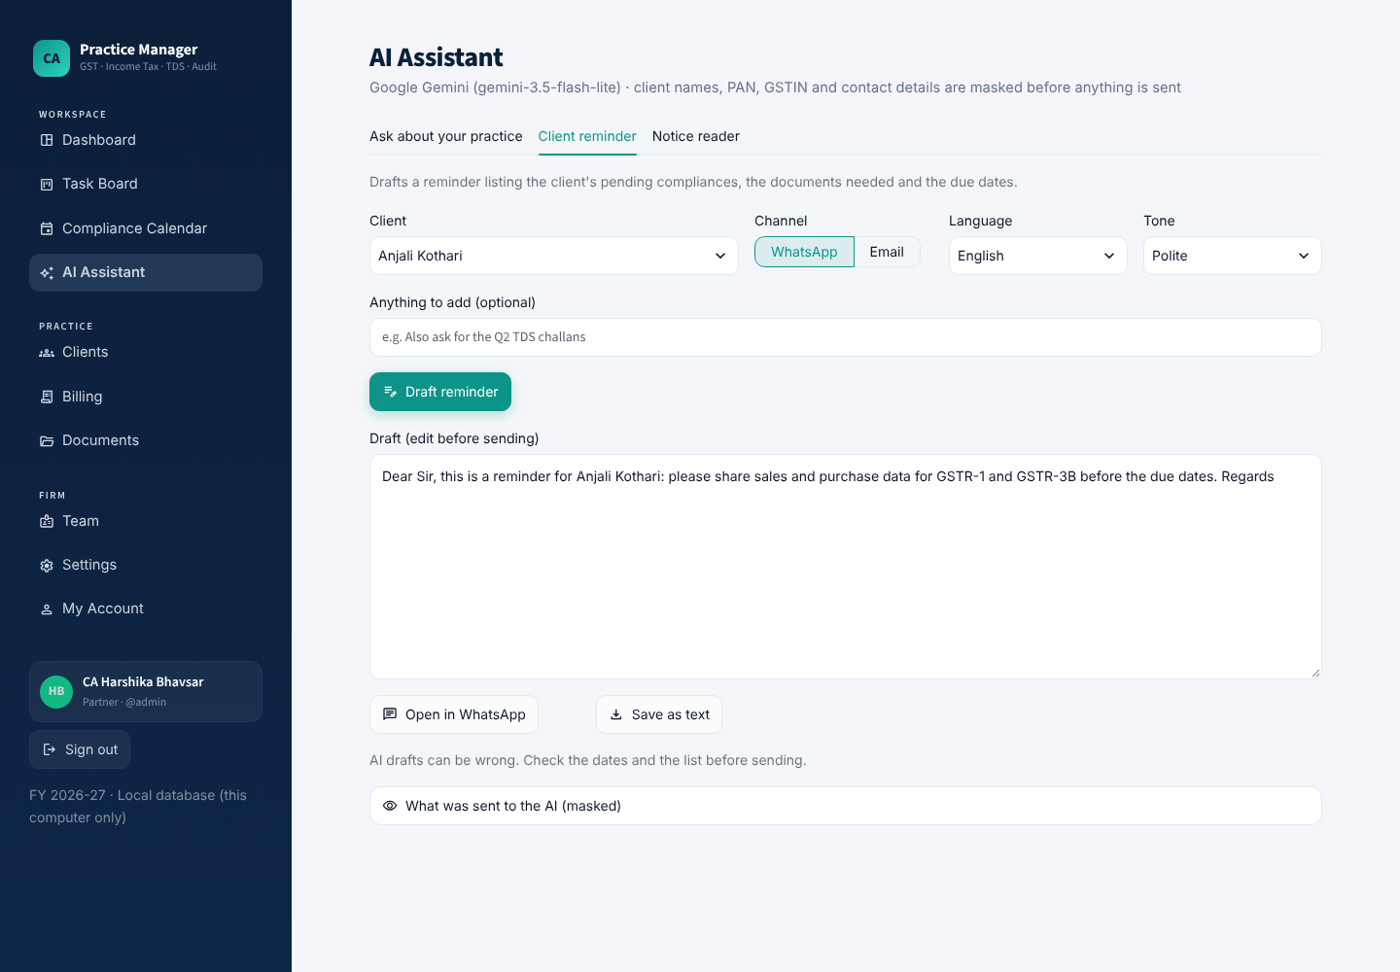 CA
Practice Manager
GST · Income Tax · TDS · Audit
WORKSPACE
Dashboard
Task Board
Compliance Calendar
AI Assistant
PRACTICE
Clients
Billing
Documents
FIRM
Team
Settings
My Account
HB
CA Harshika Bhavsar
Partner · @admin
Sign out
FY 2026-27 · Local database (this
computer only)
AI Assistant
Google Gemini (gemini-3.5-flash-lite) · client names, PAN, GSTIN and contact details are masked before anything is sent
Ask about your practice
Client reminder
Notice reader
Drafts a reminder listing the client's pending compliances, the documents needed and the due dates.
Client
Channel
Language
Tone
Anjali Kothari
WhatsApp
Email
English
Polite
Anything to add (optional)
e.g. Also ask for the Q2 TDS challans
Draft reminder
Draft (edit before sending)
Dear Sir, this is a reminder for Anjali Kothari: please share sales and purchase data for GSTR-1 and GSTR-3B before the due dates. Regards
Open in WhatsApp
Save as text
AI drafts can be wrong. Check the dates and the list before sending.
What was sent to the AI (masked)